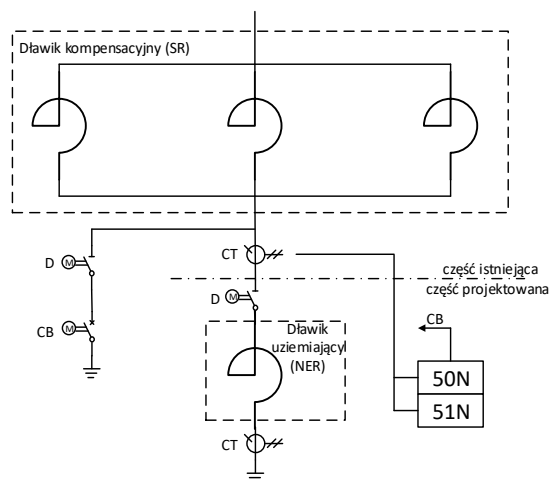 Dławik kompensacyjny (SR)
CT
D
M
część istniejąca
część projektowana
D
M
CB
M
CB
Dławik
uziemiający
(NER)
50N
51N
CT